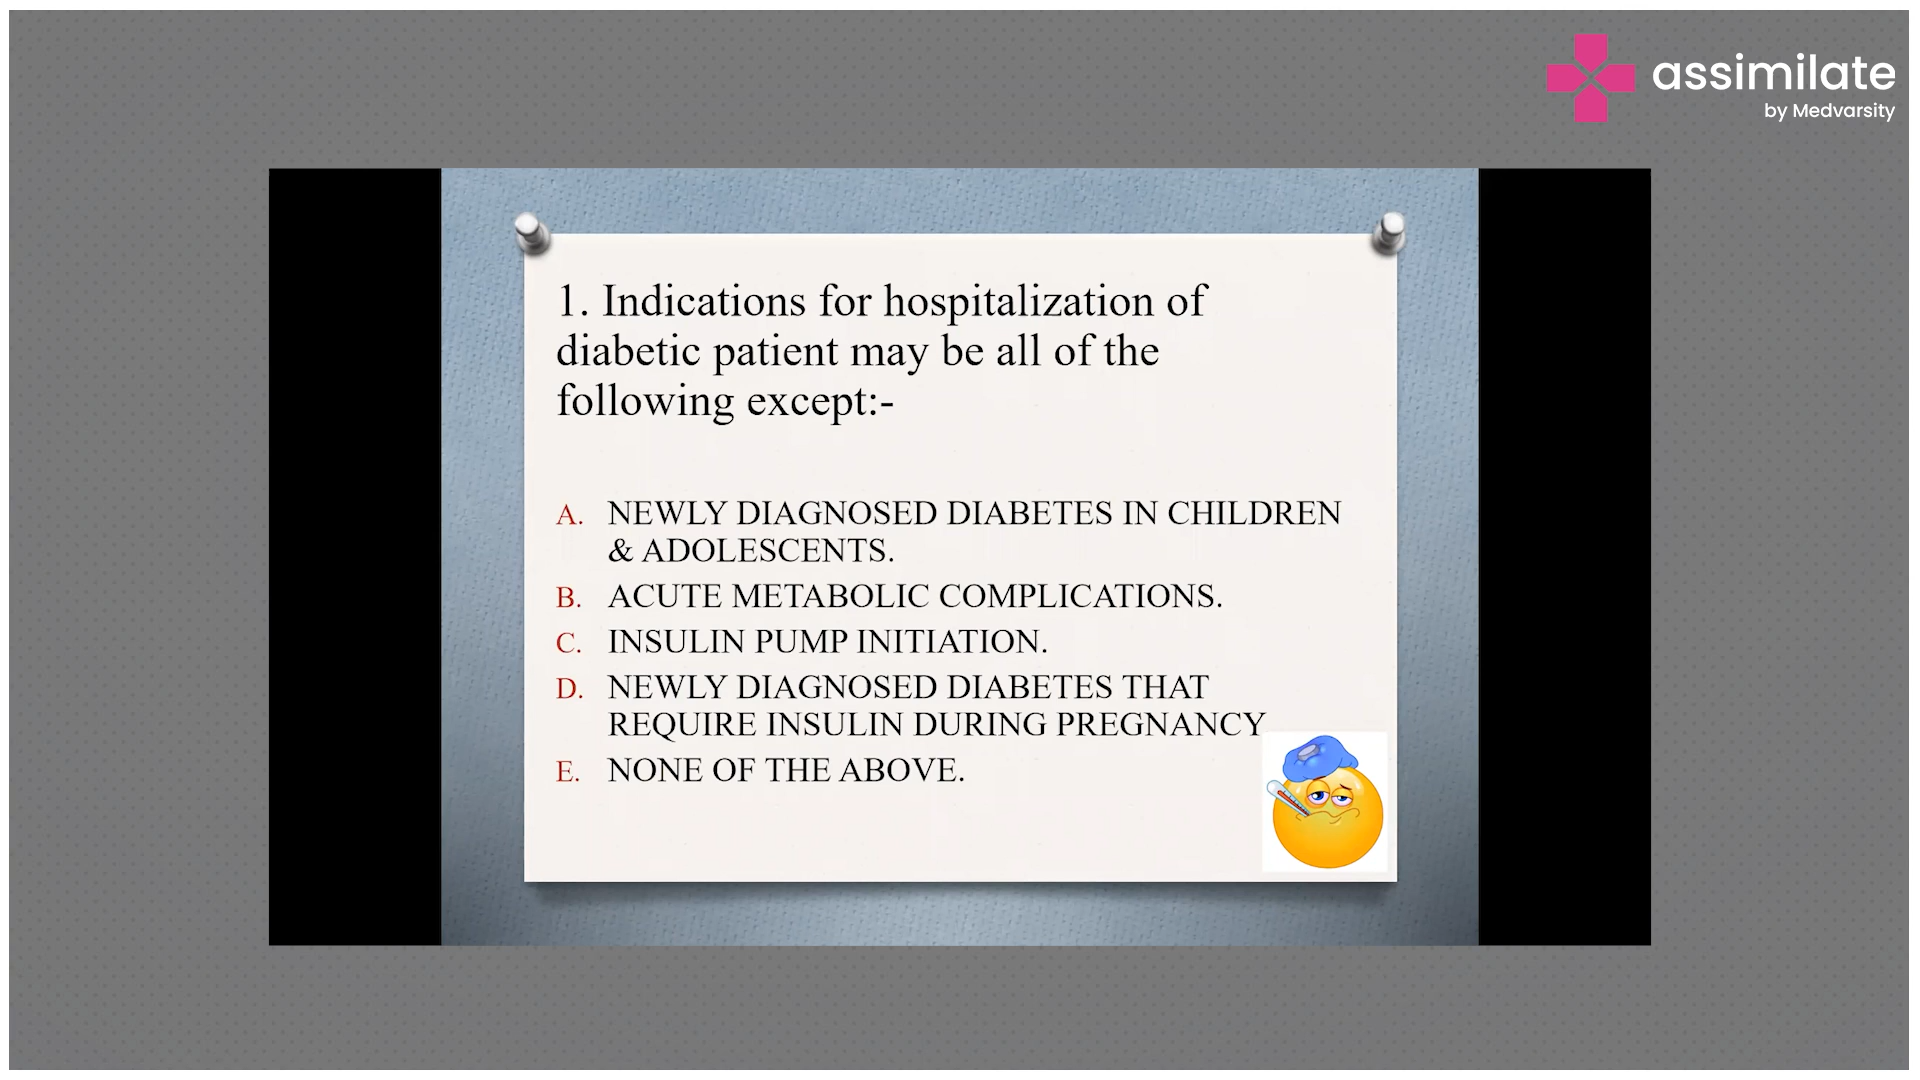 assimilate
by Medvarsity
1. Indications for hospitalization of
diabetic patient may be all of the
following except:-
A. NEWLY DIAGNOSED DIABETES IN CHILDREN
& ADOLESCENTS.
B. ACUTE METABOLIC COMPLICATIONS.
C. INSULIN PUMP INITIATION.
D. NEWLY DIAGNOSED DIABETES THAT
REQUIRE INSULIN DURING PREGNANCY
E. NONE OF THE ABOVE.